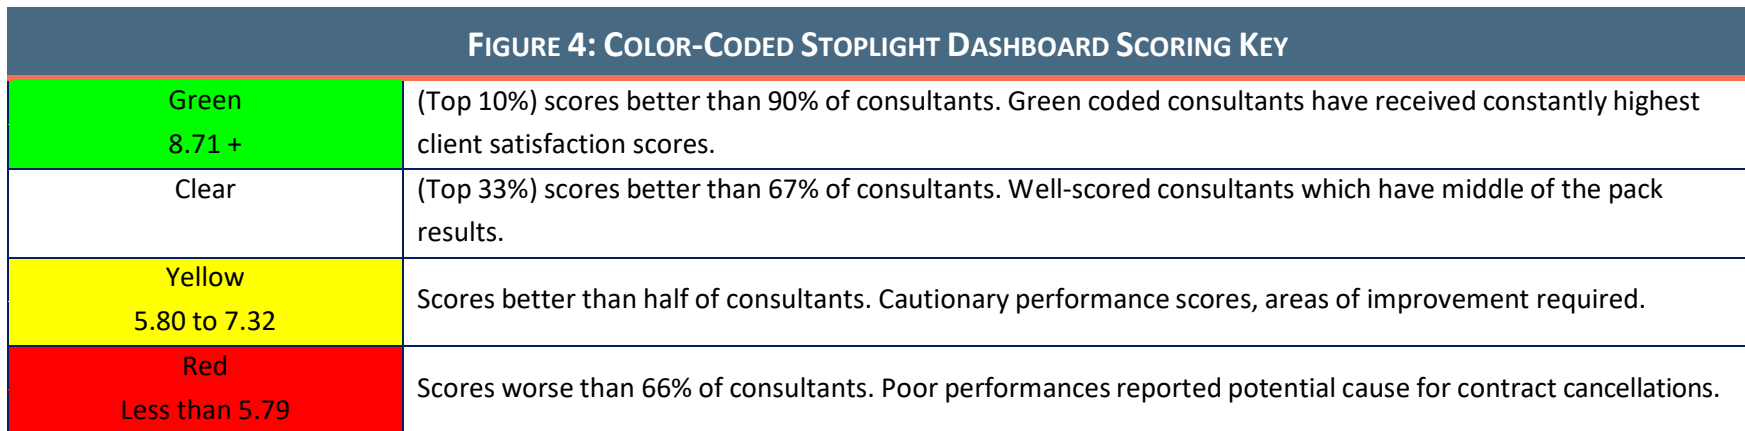 FIGURE 4: COLOR-CODED STOPLIGHT DASHBOARD SCORING KEY
Green
8.71 +
(Top 10%) scores better than 90% of consultants. Green coded consultants have received constantly highest
client satisfaction scores.
Clear
(Top 33%) scores better than 67% of consultants. Well-scored consultants which have middle of the pack
results.
Yellow
5.80 to 7.32
Scores better than half of consultants. Cautionary performance scores, areas of improvement required.
Red
Less than 5.79
Scores worse than 66% of consultants. Poor performances reported potential cause for contract cancellations.